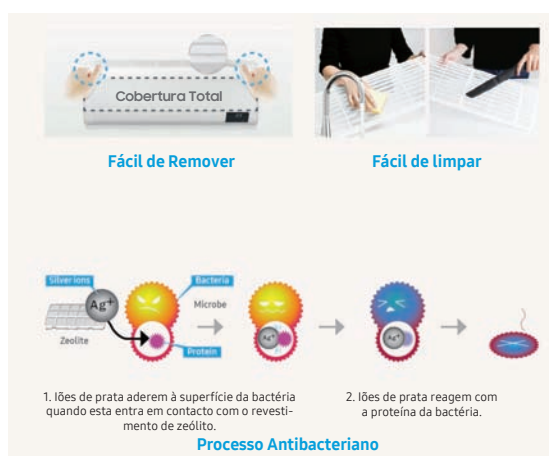 Cobertura Total
Fácil de Remover
Fácil de limpar
Silver ions
Bacteria
Ag+
Microbe
Zeolite
Protein
Ag+
Ag+
1. Iões de prata aderem à superfície da bactéria
quando esta entra em contacto com o revesti-
mento de zeólito.
2. Iões de prata reagem com
a proteína da bactéria.
Processo Antibacteriano